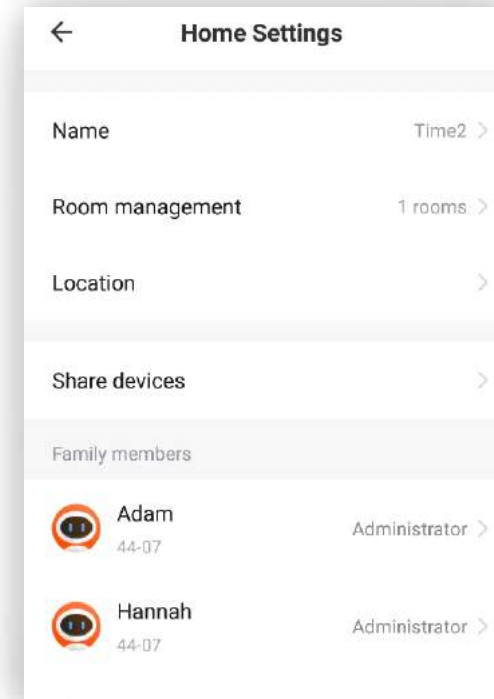 Home Settings
Name
Time2
Room management
1 rooms
Location
Share devices
Family members
Adam
44-07
Administrator
Hannah
44-07
Administrator